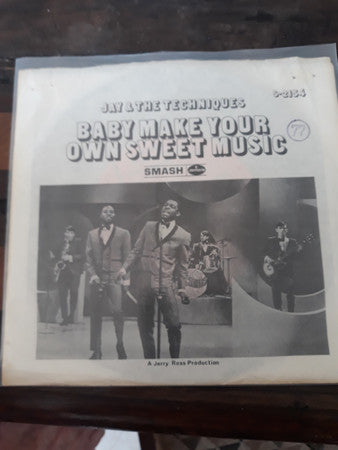 JAY & THE TECHNIQUES
S-2154
BABY MAKE YOUR
77
OWN SWEET MUSIC
SMASH
A Jerry Ross Production